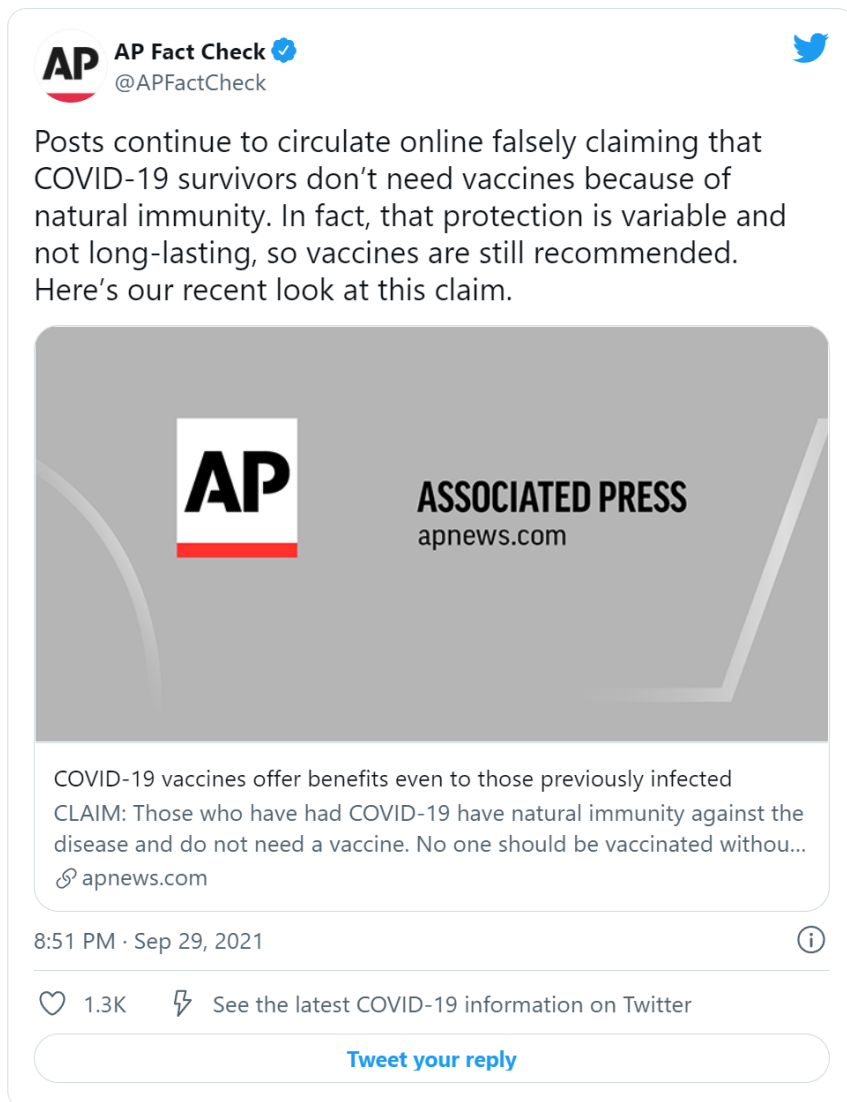 AP
AP Fact Check
@APFactCheck
Posts continue to circulate online falsely claiming that
COVID-19 survivors don’t need vaccines because of
natural immunity. In fact, that protection is variable and
not long-lasting, so vaccines are still recommended.
Here’s our recent look at this claim.
AP
ASSOCIATED PRESS
apnews.com
COVID-19 vaccines offer benefits even to those previously infected
CLAIM: Those who have had COVID-19 have natural immunity against the
disease and do not need a vaccine. No one should be vaccinated withou...
apnews.com
8:51 PM · Sep 29, 2021
1.3K
See the latest COVID-19 information on Twitter
Tweet your reply